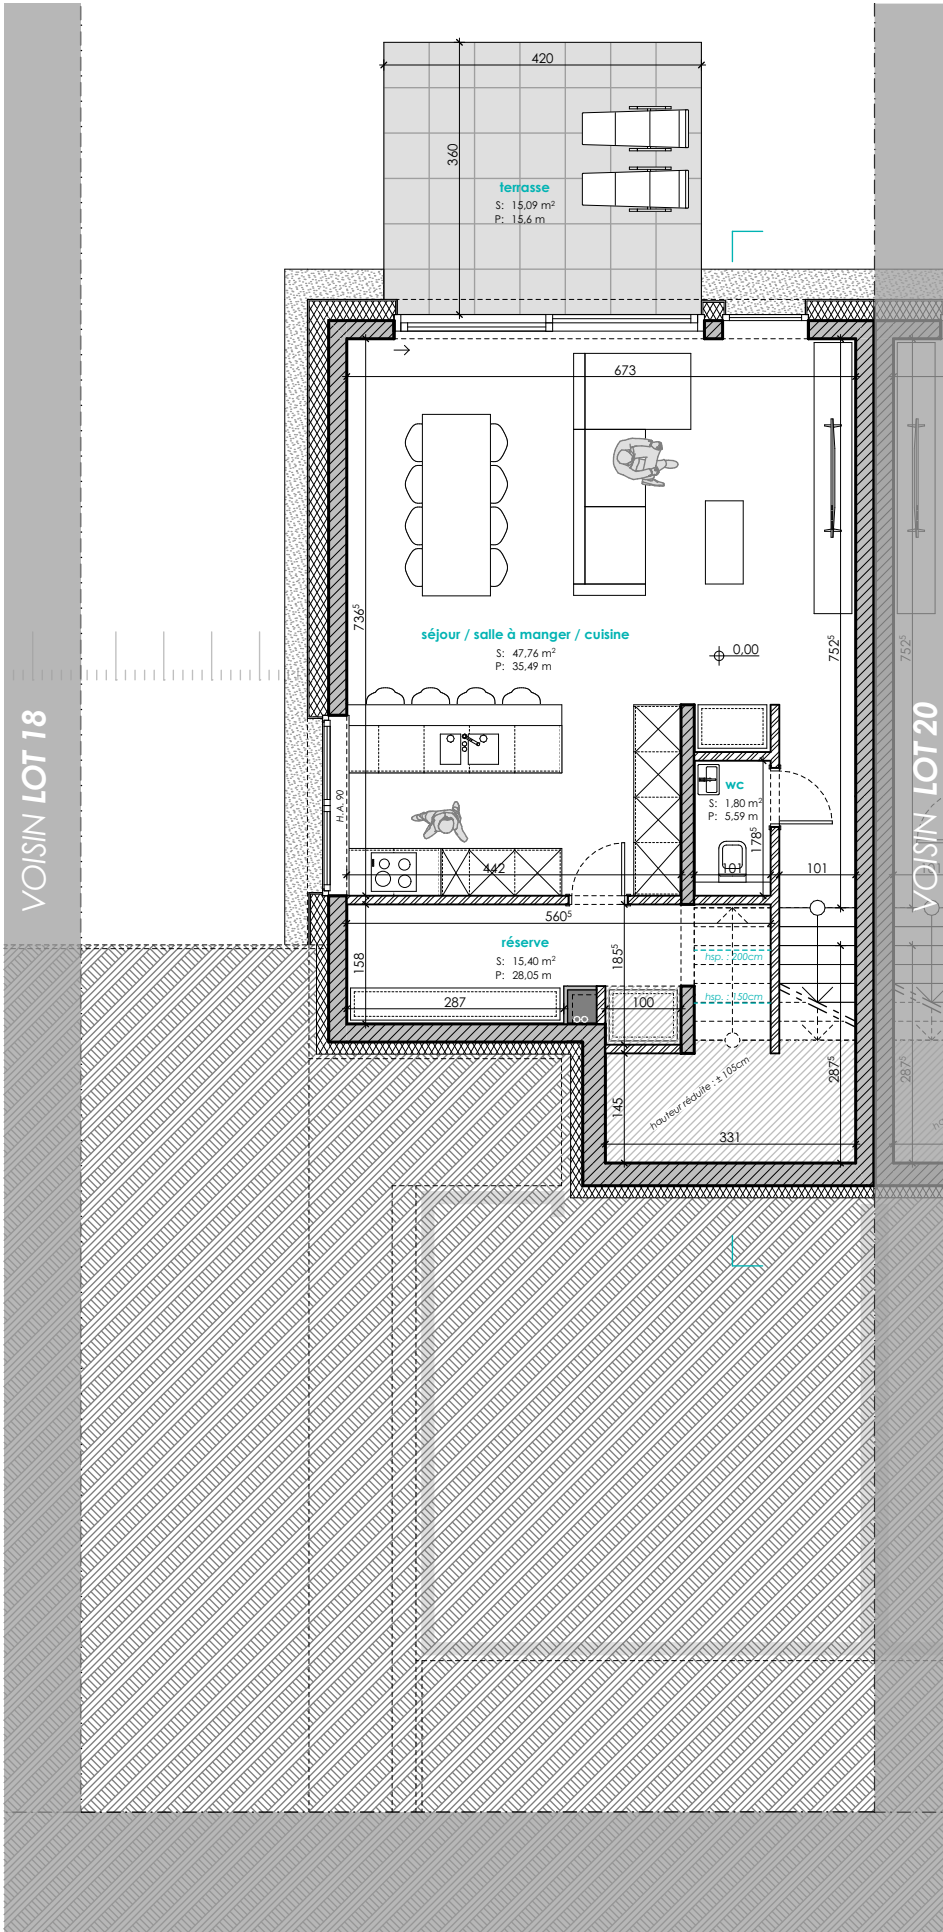 420
360
terrasse
S: 15,09 m²
P: 15,6 m
673
736⁵
752⁵
752⁵
séjour / salle à manger / cuisine
S: 47,76 m²
P: 35,49 m
0,00
VOISIN LOT 18
VOISIN LOT 20
H.A. 90
wc
S: 1,80 m²
P: 5,59 m
178⁵
442
101
101
560⁵
réserve
S: 15,40 m²
P: 28,05 m
158
185⁵
hsp. : 200cm
hsp. : 150cm
287
100
hauteur réduite : ± 105cm
287⁵
287⁵
145
331